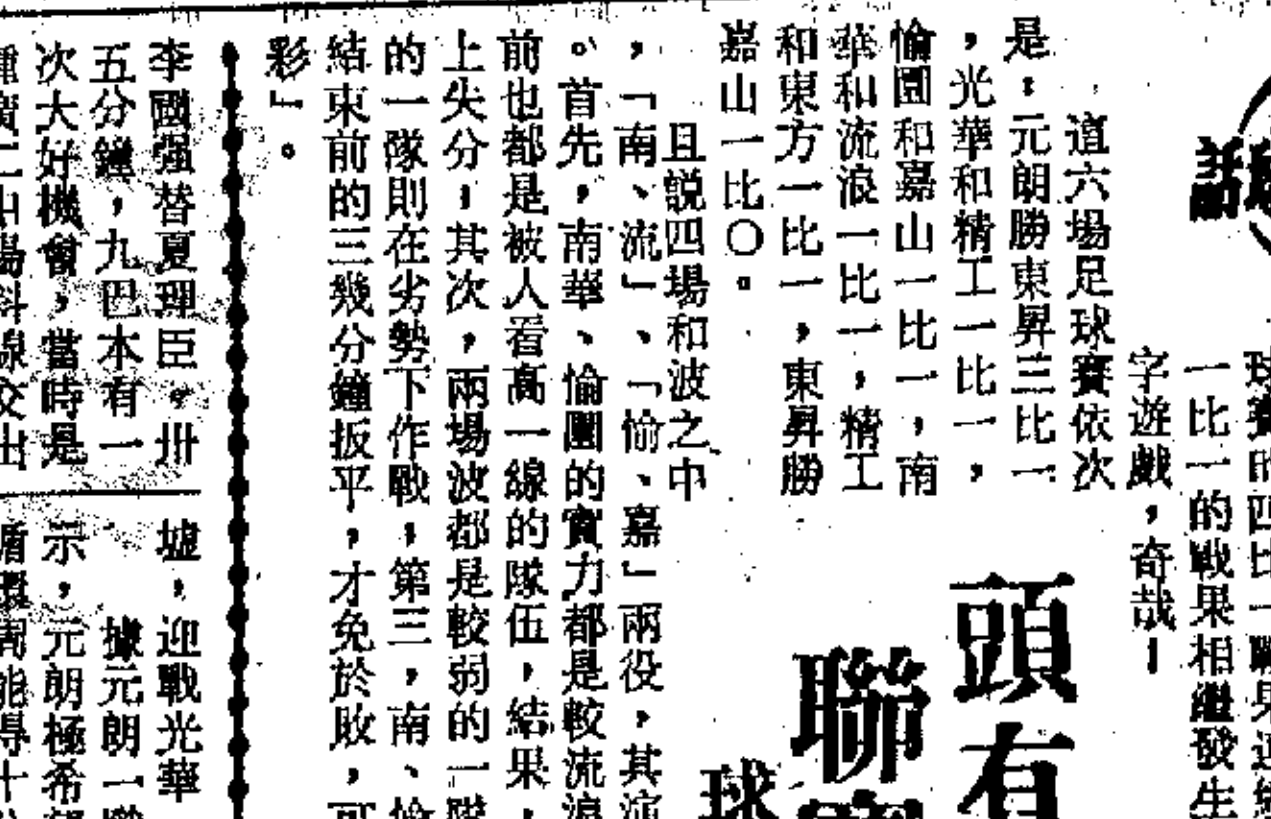 話
一比一的戰果相繼發生
字遊戲，奇哉！
道六場足球賽依次
是：元朗勝東昇三比一
，光華和精工一比一，
愉園和嘉山一比一，南
華和流浪一比一，精工
和東方一比一，東昇勝
嘉山一比〇。
頭有
聯
球
且說四場和波之中
，「南、流」、「愉、嘉」兩役，其
。首先，南華、愉園的實力都是較流浪
前也都是被人看高一線的隊伍，結果，
上失分，其次，兩場波都是較弱的一隊
的一隊則在劣勢下作戰，第三，南、愉
結束前的三幾分鐘扳平，才免於敗，可
彩」。
李國强替夏理臣。卅
五分鐘，九巴本有一
次大好機會，當時是
墟，迎戰光華
據元朗一
示，元朗極希望